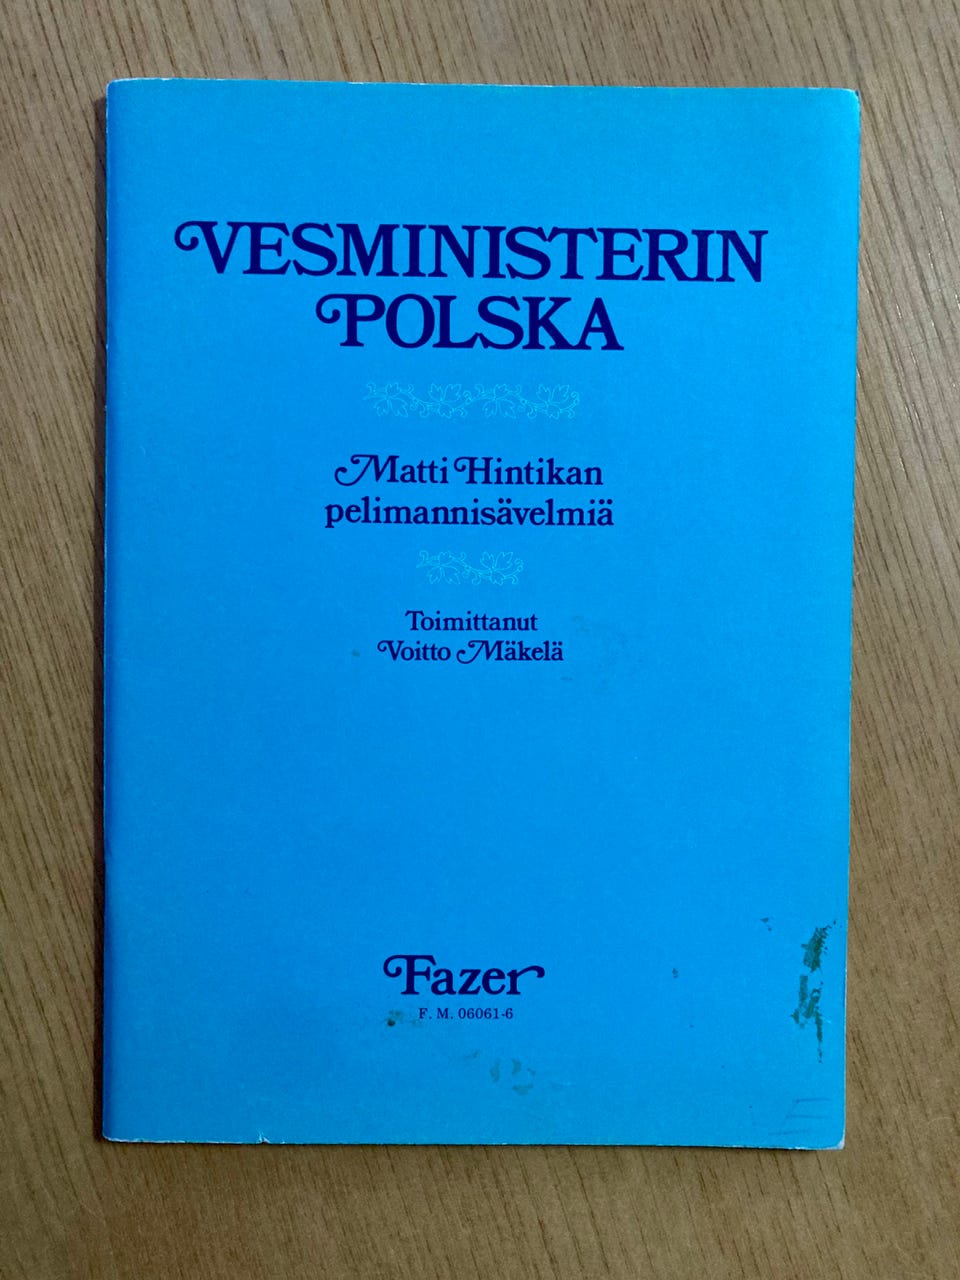 VESMINISTERIN
POLSKA
Matti Hintikan
pelimannisävelmiä
Toimittanut
Voitto Mäkelä
Fazer
F. M. 06061-6